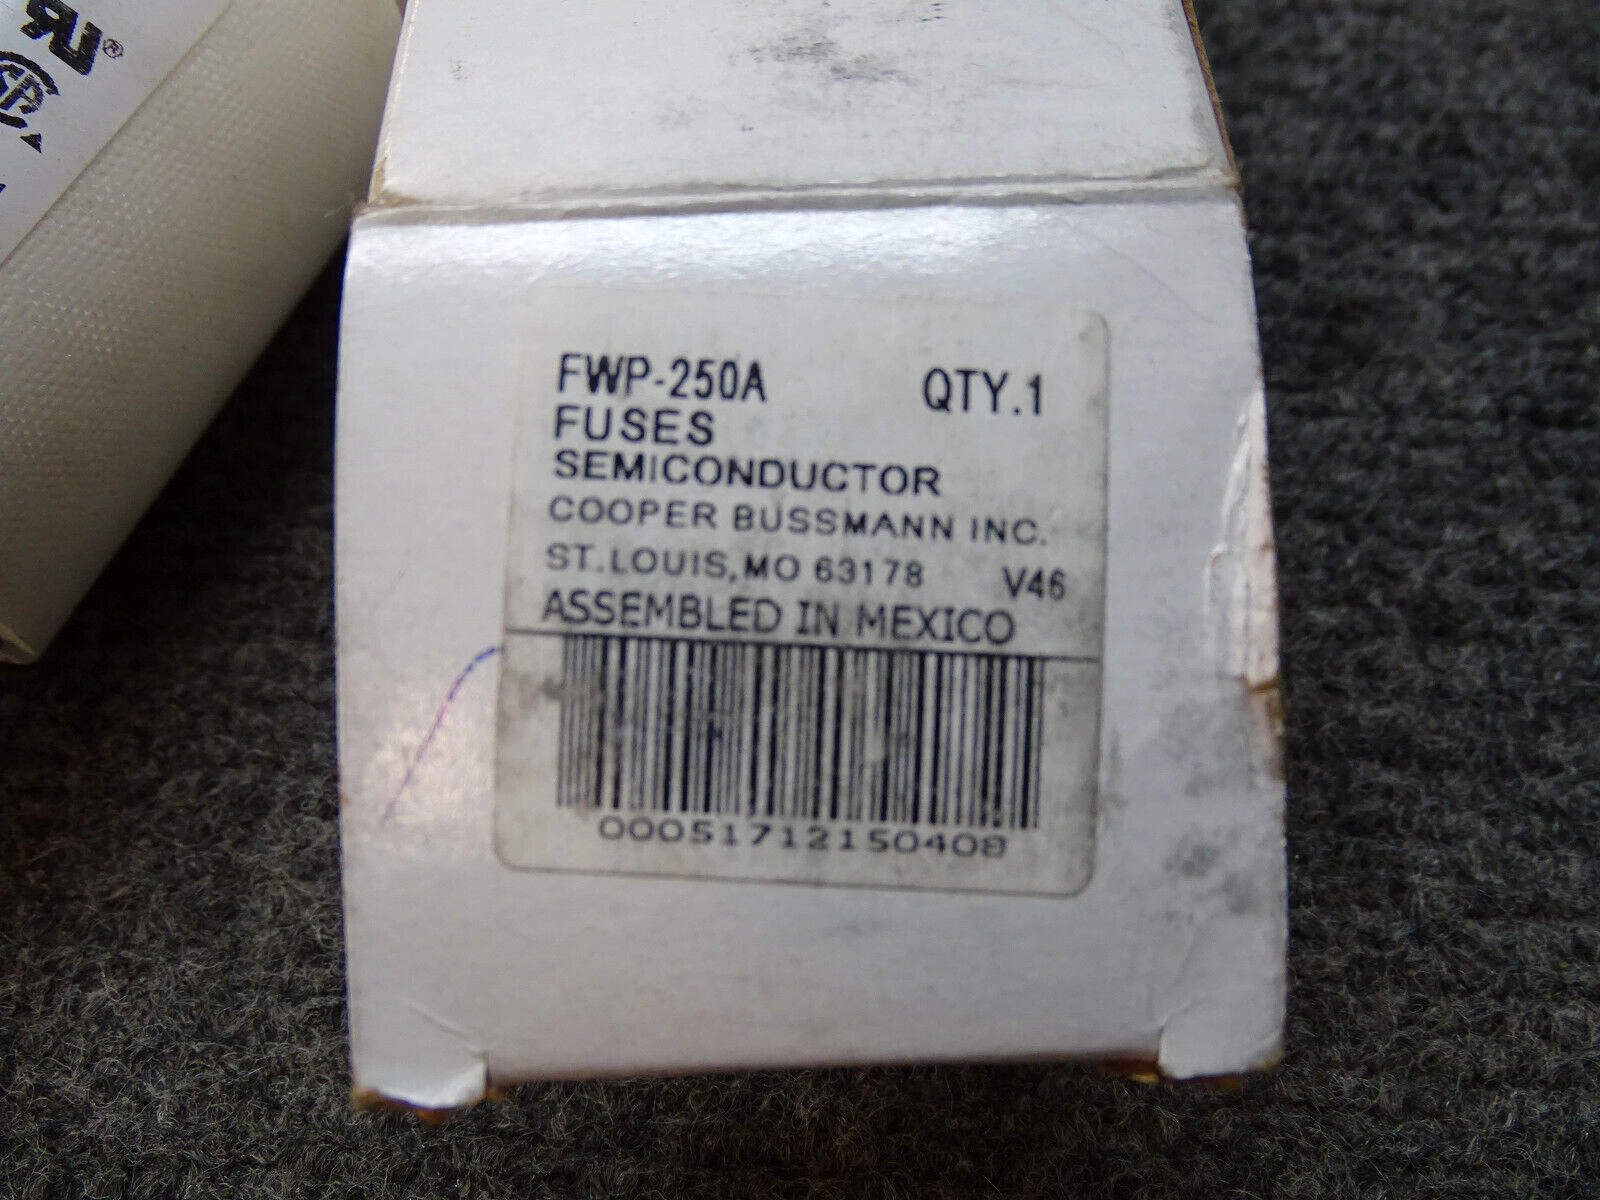 FWP-250A QTY.1
FUSES
SEMICONDUCTOR
COOPER BUSSMANN INC.
ST.LOUIS,MO 63178 V46
ASSEMBLED IN MEXICO
00051712150408